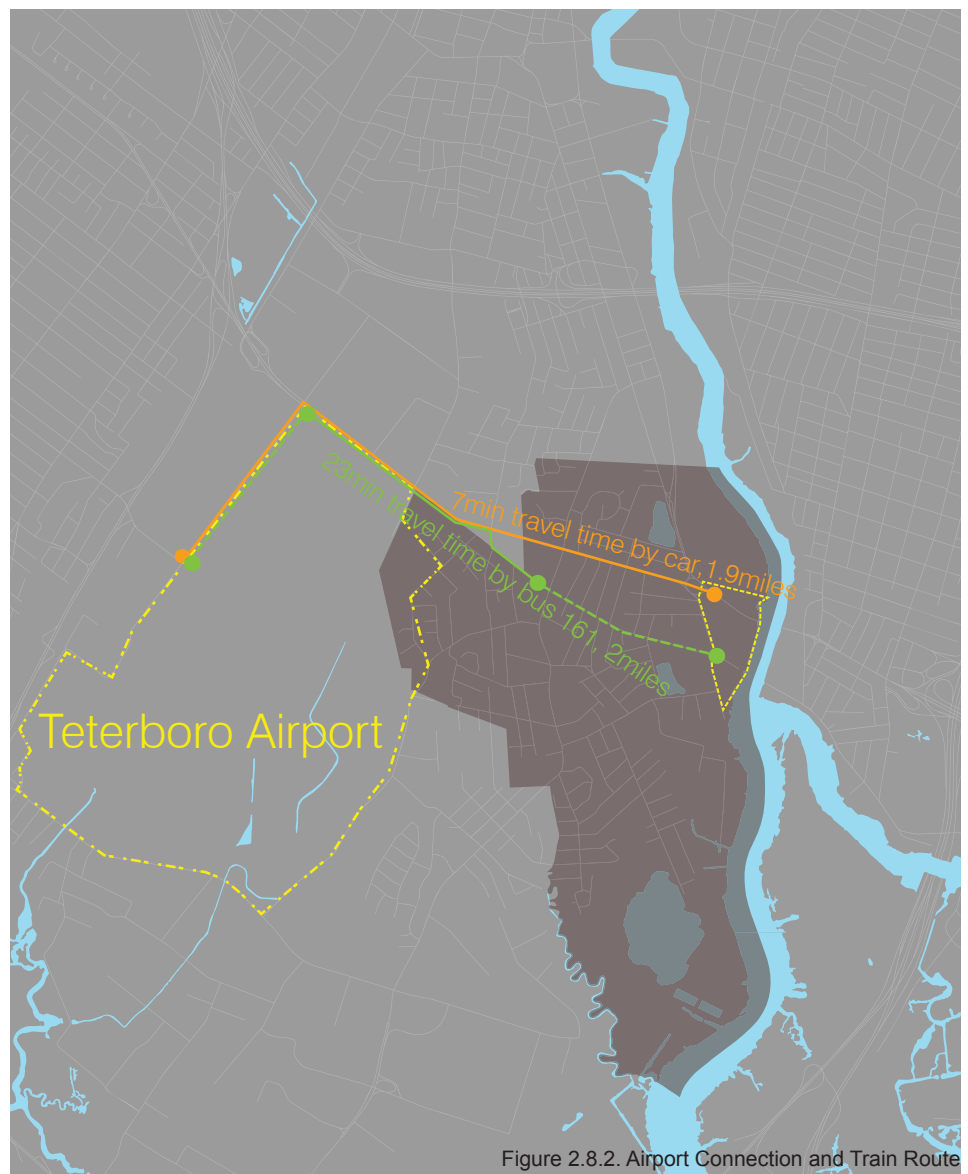 7min travel time by car,1.9miles
23min travel time by bus 161, 2miles
Teterboro Airport
Figure 2.8.2. Airport Connection and Train Route